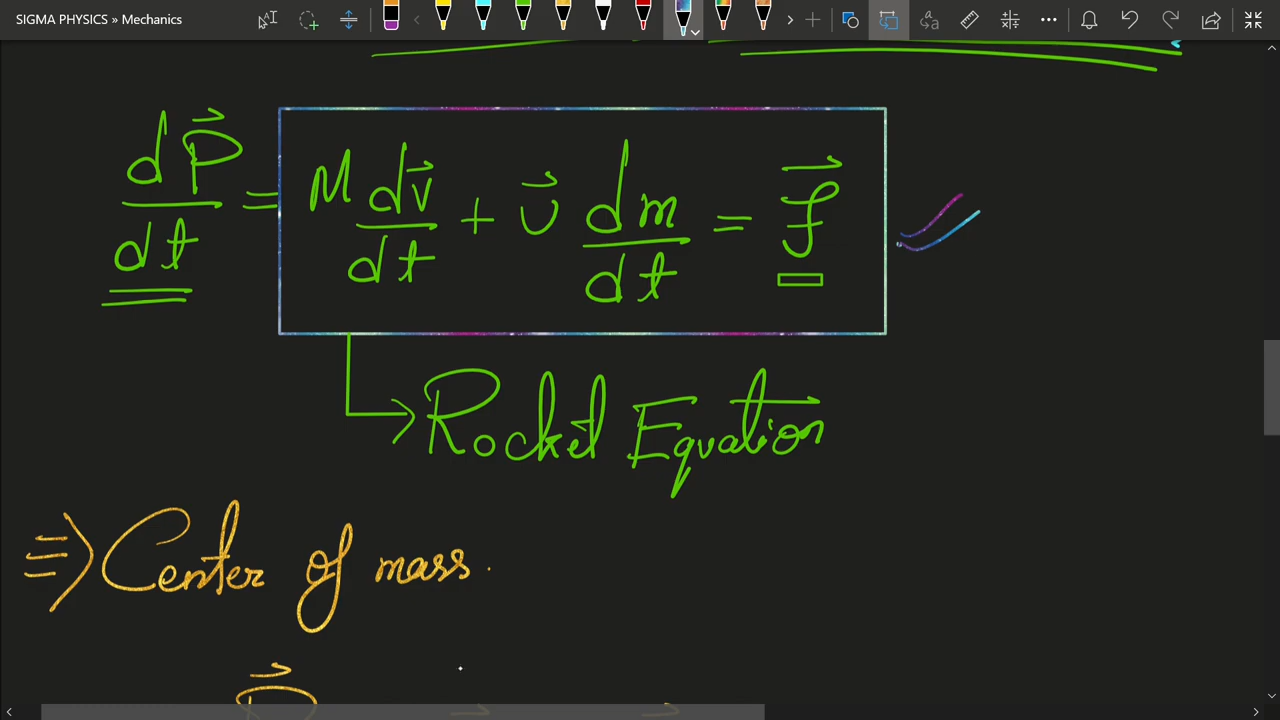 SIGMA PHYSICS » Mechanics
dP⃗/dt = M dv⃗/dt + υ⃗ dm/dt = f⃗
Rocket Equation
⇒ Center of mass.
P⃗